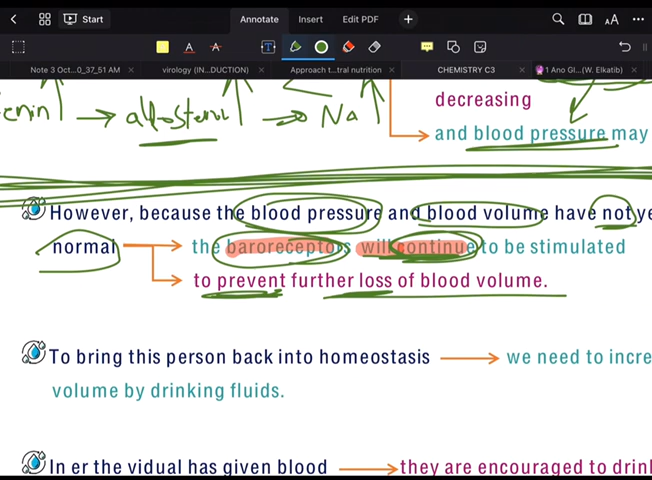 Start
Annotate
Insert
Edit PDF
Note 3 Oct...0_37_51 AM
virology (IN...DUCTION)
Approach t...tral nutrition
CHEMISTRY C3
1 Ano Gl...(W. Elkatib)
enin → aldosterone → Na
decreasing
and blood pressure may
However, because the blood pressure and blood volume have not ye
normal
the baroreceptors will continue to be stimulated
to prevent further loss of blood volume.
To bring this person back into homeostasis → we need to incre
volume by drinking fluids.
In er the vidual has given blood → they are encouraged to drin